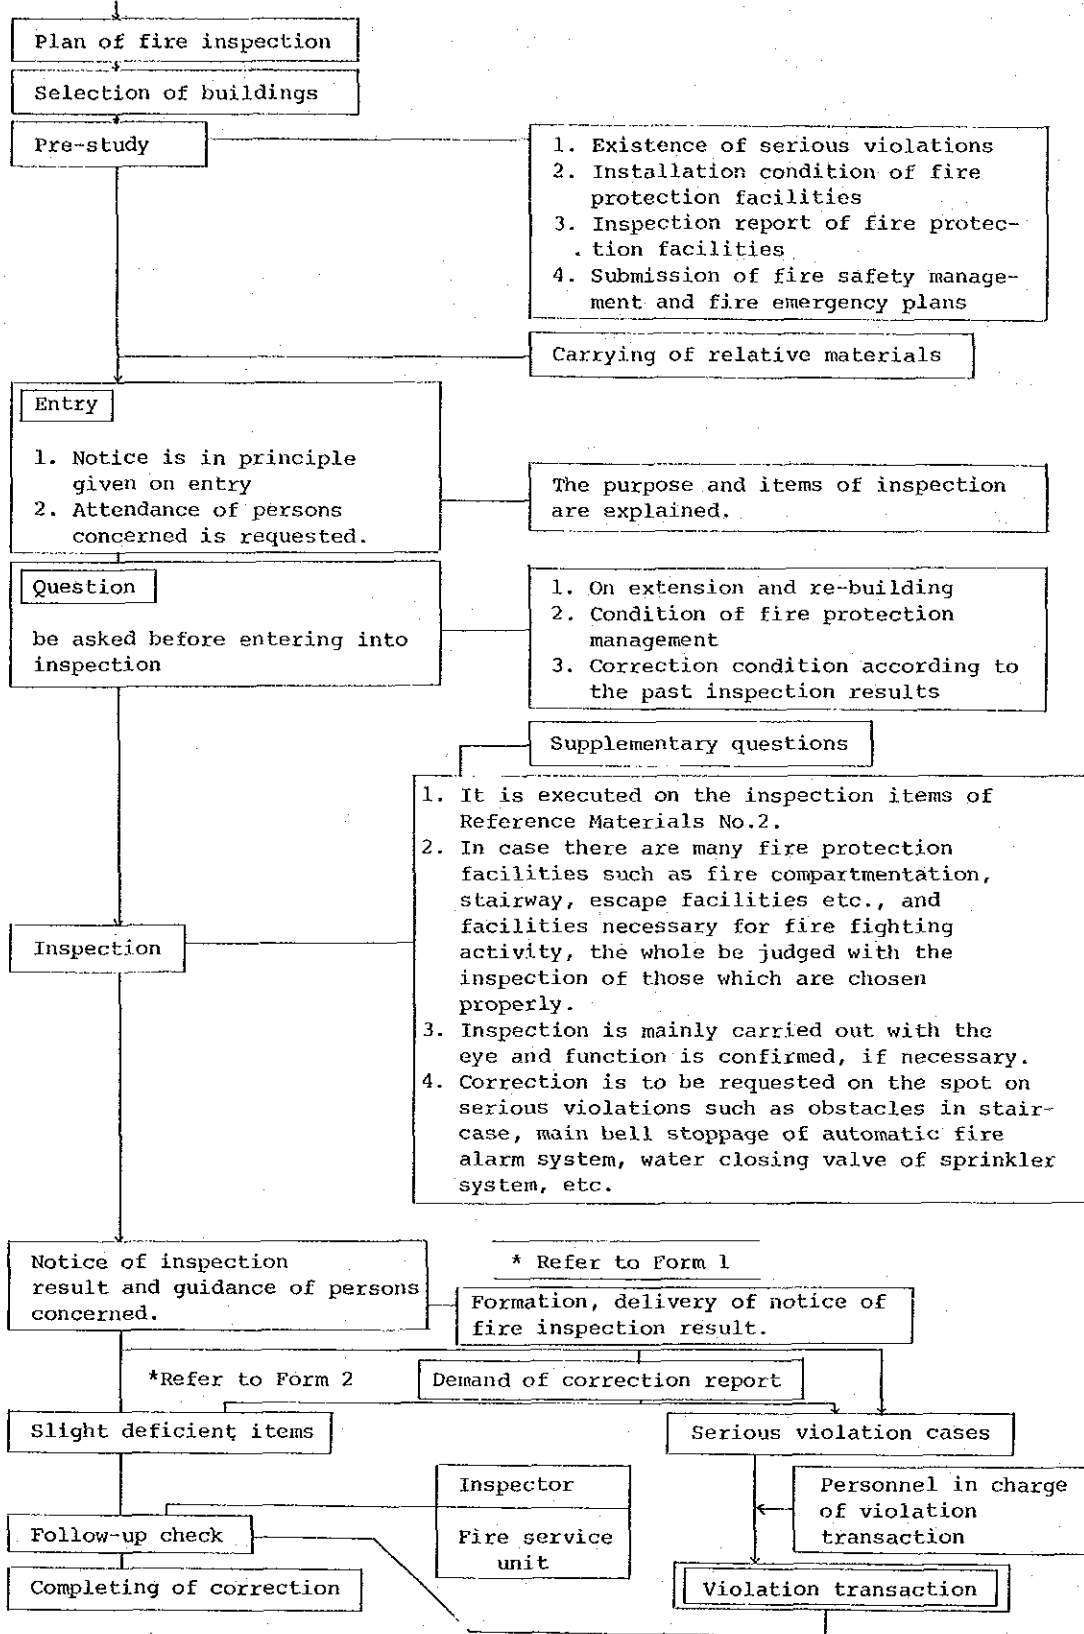 Plan of fire inspection
Selection of buildings
Pre-study
1. Existence of serious violations
2. Installation condition of fire
protection facilities
3. Inspection report of fire protec-
tion facilities
4. Submission of fire safety manage-
ment and fire emergency plans
Carrying of relative materials
Entry
1. Notice is in principle
given on entry
2. Attendance of persons
concerned is requested.
The purpose and items of inspection
are explained.
Question
be asked before entering into
inspection
1. On extension and re-building
2. Condition of fire protection
management
3. Correction condition according to
the past inspection results
Supplementary questions
Inspection
1. It is executed on the inspection items of
Reference Materials No.2.
2. In case there are many fire protection
facilities such as fire compartmentation,
stairway, escape facilities etc., and
facilities necessary for fire fighting
activity, the whole be judged with the
inspection of those which are chosen
properly.
3. Inspection is mainly carried out with the
eye and function is confirmed, if necessary.
4. Correction is to be requested on the spot on
serious violations such as obstacles in stair-
case, main bell stoppage of automatic fire
alarm system, water closing valve of sprinkler
system, etc.
Notice of inspection
result and guidance of persons
concerned.
* Refer to Form 1
Formation, delivery of notice of
fire inspection result.
*Refer to Form 2
Demand of correction report
Slight deficient items
Serious violation cases
Inspector
Fire service
unit
Personnel in charge
of violation
transaction
Follow-up check
Completing of correction
Violation transaction